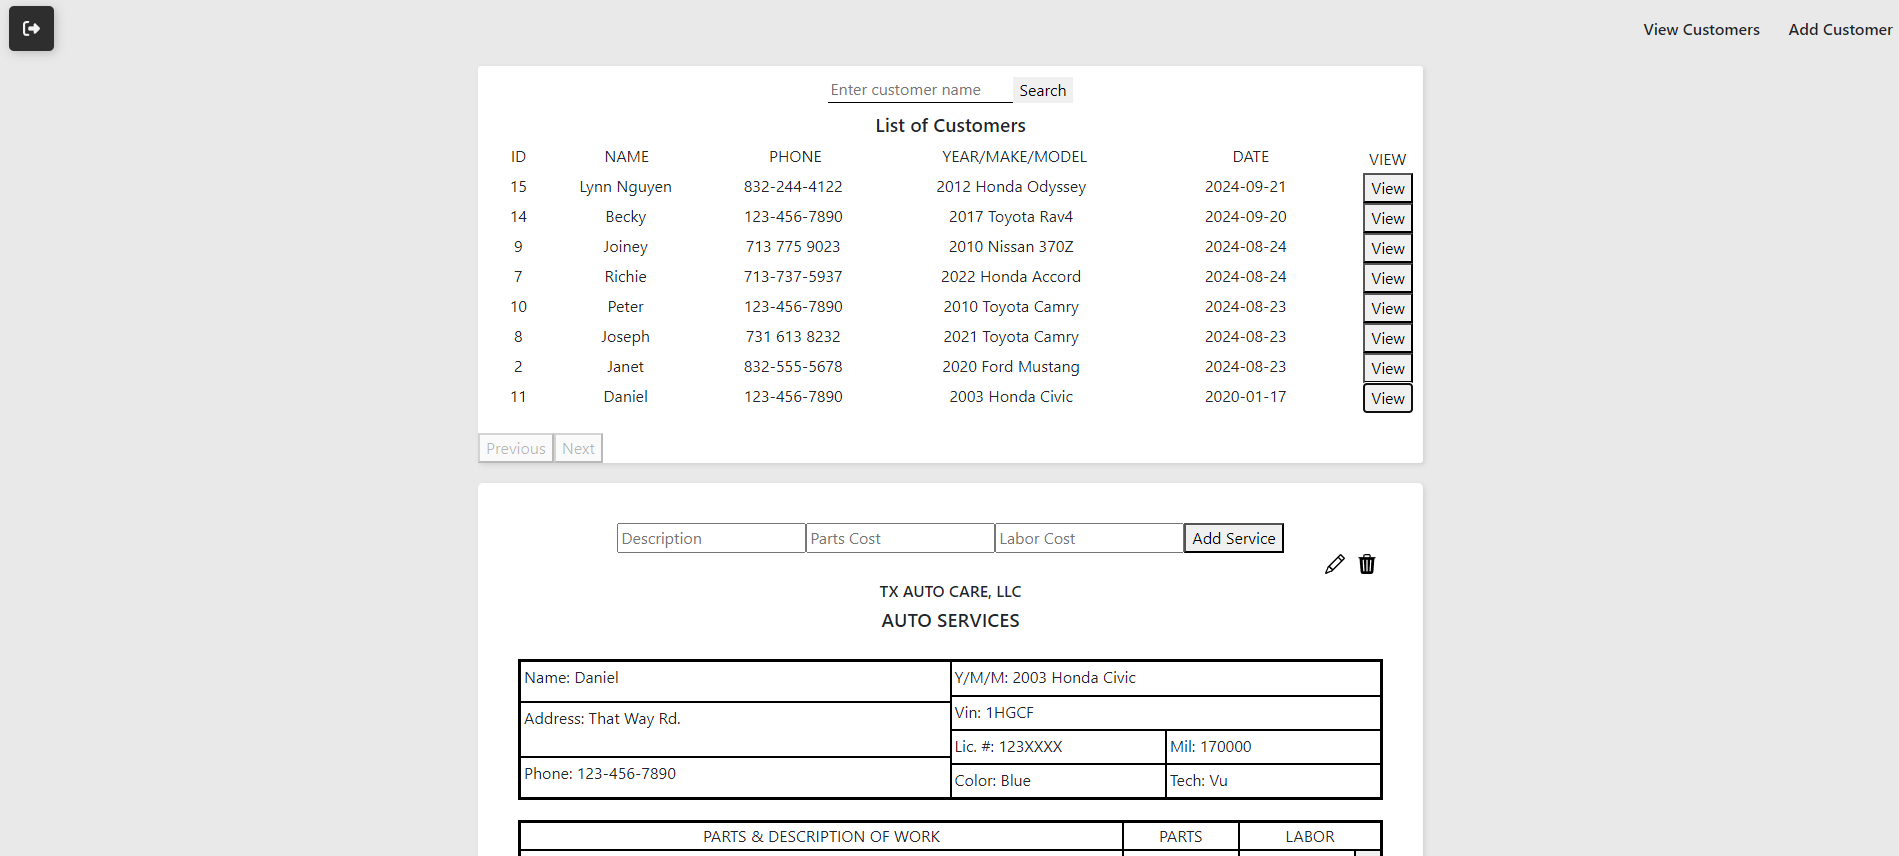 View Customers Add Customer
Enter customer name Search
List of Customers
ID NAME PHONE YEAR/MAKE/MODEL DATE VIEW
15 Lynn Nguyen 832-244-4122 2012 Honda Odyssey 2024-09-21 View
14 Becky 123-456-7890 2017 Toyota Rav4 2024-09-20 View
9 Joiney 713 775 9023 2010 Nissan 370Z 2024-08-24 View
7 Richie 713-737-5937 2022 Honda Accord 2024-08-24 View
10 Peter 123-456-7890 2010 Toyota Camry 2024-08-23 View
8 Joseph 731 613 8232 2021 Toyota Camry 2024-08-23 View
2 Janet 832-555-5678 2020 Ford Mustang 2024-08-23 View
11 Daniel 123-456-7890 2003 Honda Civic 2020-01-17 View
Previous Next
Description Parts Cost Labor Cost Add Service
TX AUTO CARE, LLC
AUTO SERVICES
Name: Daniel
Address: That Way Rd.
Phone: 123-456-7890
Y/M/M: 2003 Honda Civic
Vin: 1HGCF
Lic. #: 123XXXX Mil: 170000
Color: Blue Tech: Vu
PARTS & DESCRIPTION OF WORK PARTS LABOR